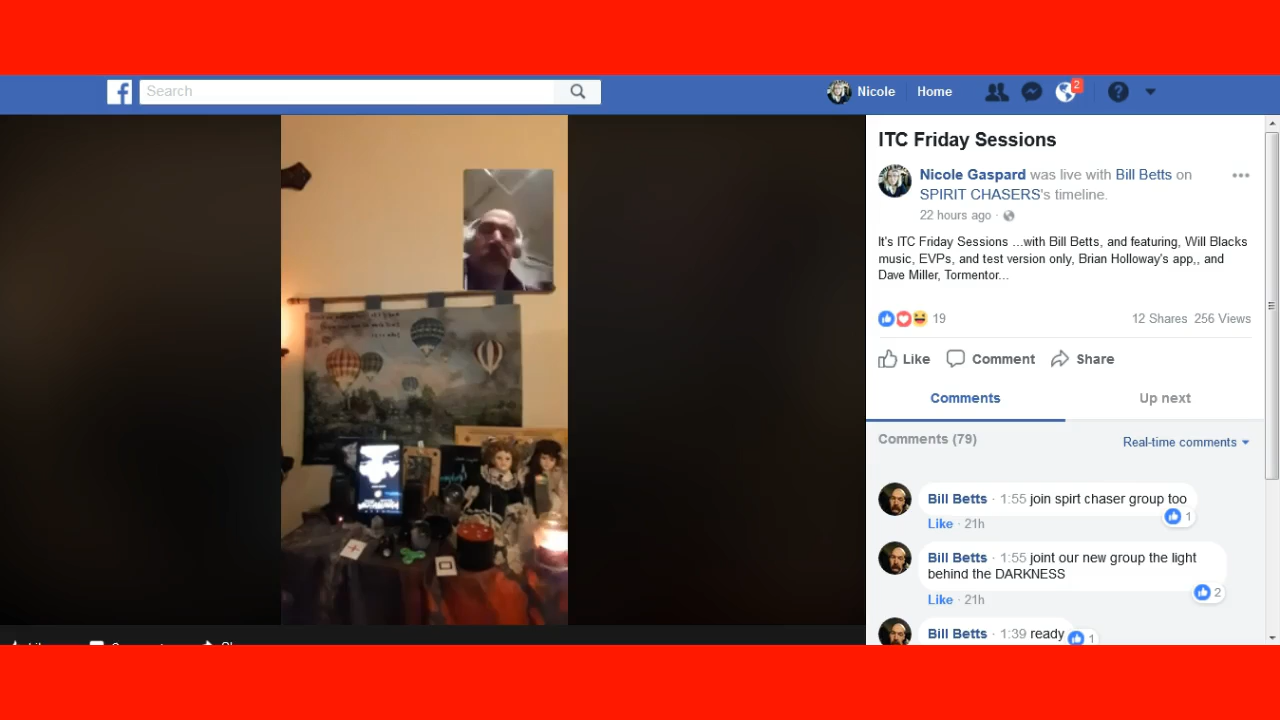 Search
Nicole
Home
2
ITC Friday Sessions
Nicole Gaspard was live with Bill Betts on
SPIRIT CHASERS's timeline.
22 hours ago
It's ITC Friday Sessions ...with Bill Betts, and featuring, Will Blacks
music, EVPs, and test version only, Brian Holloway's app,, and
Dave Miller, Tormentor...
19
12 Shares 256 Views
Like
Comment
Share
Comments
Up next
Comments (79)
Real-time comments
Bill Betts · 1:55 join spirt chaser group too
1
Like · 21h
Bill Betts · 1:55 joint our new group the light
behind the DARKNESS
2
Like · 21h
Bill Betts · 1:39 ready
1